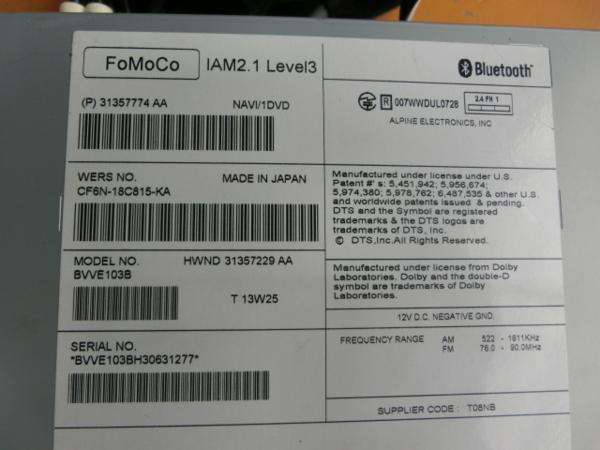 FoMoCo IAM2.1 Level3
Bluetooth
(P) 31357774 AA NAVI/1DVD
R 007WWDUL0728 2.4 FH 1
ALPINE ELECTRONICS, INC
WERS NO. MADE IN JAPAN
CF6N-18C815-KA
Manufactured under license under U.S.
Patent #' s: 5,451,942; 5,956,674;
5,974,380; 5,978,762; 6,487,535 & other U.S.
and worldwide patents issued & pending.
DTS and the Symbol are registered
trademarks & the DTS logos are
trademarks of DTS, Inc.
© DTS,Inc.All Rights Reserved.
MODEL NO. HWND 31357229 AA
BVVE103B
T 13W25
Manufactured under license from Dolby
Laboratories. Dolby and the double-D
symbol are trademarks of Dolby
Laboratories.
12V D.C. NEGATIVE GND.
SERIAL NO.
*BVVE103BH30631277*
FREQUENCY RANGE AM 522 - 1611KHz
FM 76.0 - 90.0MHz
SUPPLIER CODE : T08NB